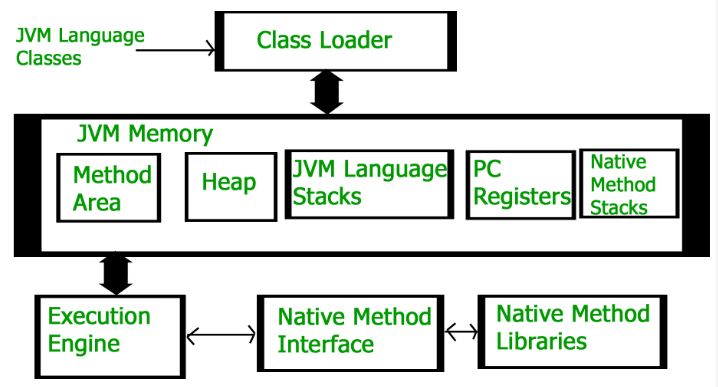 JVM Language
Classes
Class Loader
JVM Memory
Method
Area
Heap
JVM Language
Stacks
PC
Registers
Native
Method
Stacks
Execution
Engine
Native Method
Interface
Native Method
Libraries